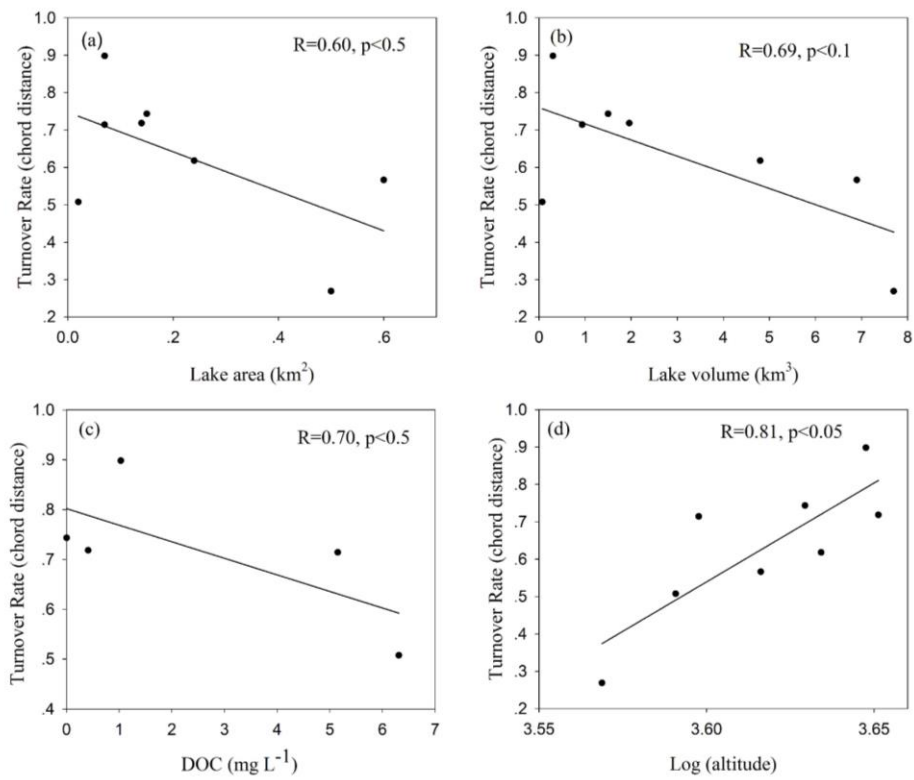 (a)
R=0.60, p<0.5
Turnover Rate (chord distance)
1.0
.9
.8
.7
.6
.5
.4
.3
.2
0.0 .2 .4 .6
Lake area (km²)
(b)
R=0.69, p<0.1
Turnover Rate (chord distance)
1.0
.9
.8
.7
.6
.5
.4
.3
.2
0 1 2 3 4 5 6 7 8
Lake volume (km³)
(c)
R=0.70, p<0.5
Turnover Rate (chord distance)
1.0
.9
.8
.7
.6
.5
.4
0 1 2 3 4 5 6 7
DOC (mg L⁻¹)
(d)
R=0.81, p<0.05
Turnover Rate (chord distance)
1.0
.9
.8
.7
.6
.5
.4
.3
.2
3.55 3.60 3.65
Log (altitude)